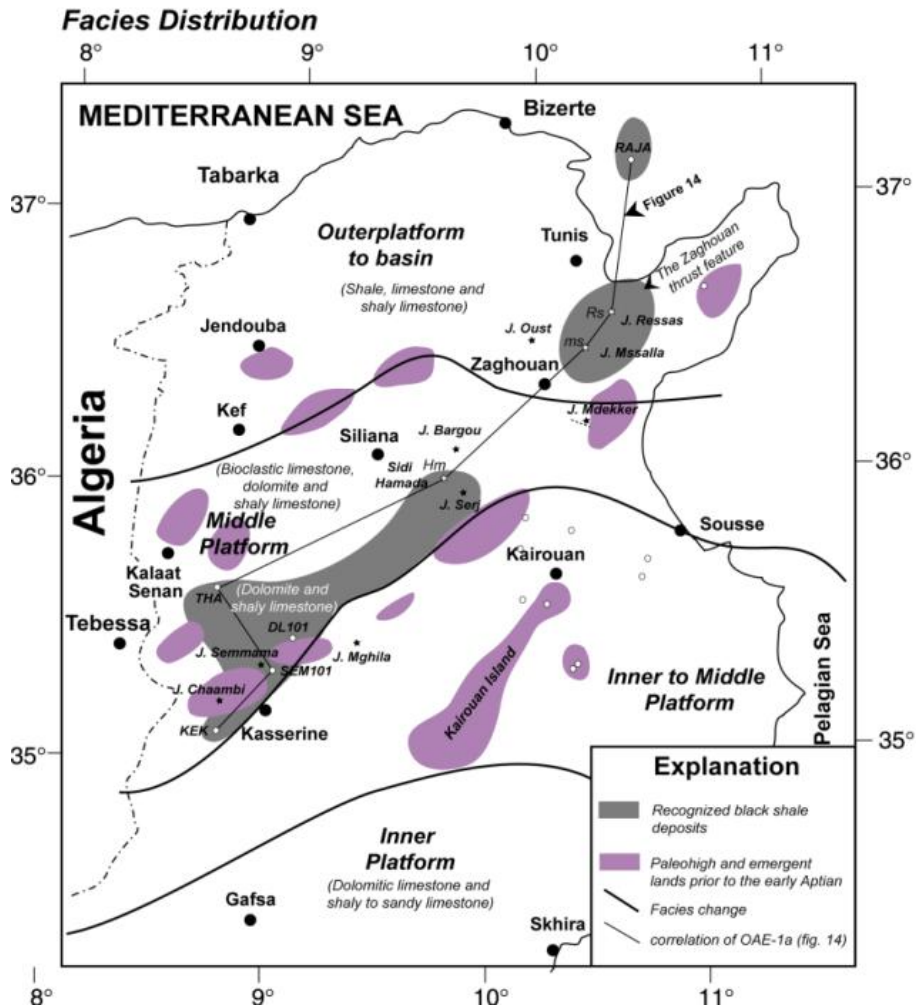 Facies Distribution
8° 9° 10° 11°
MEDITERRANEAN SEA
Bizerte
RAJA
Tabarka
37°
37°
Figure 14
Outerplatform
to basin
Tunis
The Zaghouan
thrust feature
(Shale, limestone and
shaly limestone)
Rs
J. Ressas
Jendouba
J. Oust
ms
J. Mssalla
Zaghouan
Algeria
Kef
J. Mdekker
Siliana
J. Bargou
36°
36°
(Bioclastic limestone,
dolomite and
shaly limestone)
Sidi
Hamada
Hm
J. Serj
Middle
Platform
Sousse
Kalaat
Senan
Kairouan
THA
(Dolomite and
shaly limestone)
Tebessa
DL101
J. Semmama
SEM101
J. Mghila
J. Chaambi
Kairouan Island
Inner to Middle
Platform
Pelagian Sea
KEK
Kasserine
35°
35°
Explanation
Recognized black shale
deposits
Paleohigh and emergent
lands prior to the early Aptian
Facies change
correlation of OAE-1a (fig. 14)
Inner
Platform
(Dolomitic limestone and
shaly to sandy limestone)
Gafsa
Skhira
8° 9° 10° 11°